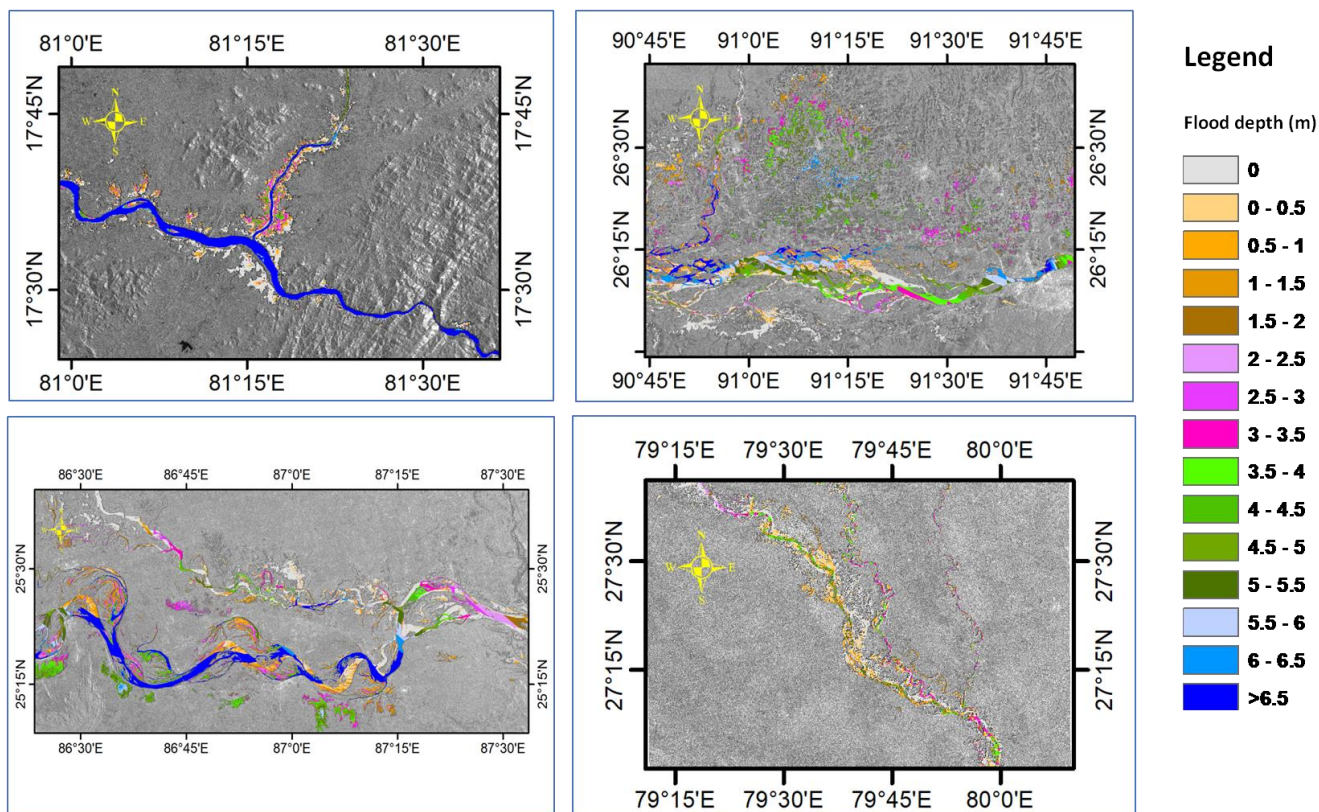 81°0'E 81°15'E 81°30'E
17°45'N 17°45'N
N
W E
S
17°30'N 17°30'N
81°0'E 81°15'E 81°30'E
90°45'E 91°0'E 91°15'E 91°30'E 91°45'E
N
W E
S
26°30'N 26°30'N
26°15'N 26°15'N
90°45'E 91°0'E 91°15'E 91°30'E 91°45'E
Legend
Flood depth (m)
0
0 - 0.5
0.5 - 1
1 - 1.5
1.5 - 2
2 - 2.5
2.5 - 3
3 - 3.5
3.5 - 4
4 - 4.5
4.5 - 5
5 - 5.5
5.5 - 6
6 - 6.5
>6.5
86°30'E 86°45'E 87°0'E 87°15'E 87°30'E
25°30'N 25°30'N
25°15'N 25°15'N
86°30'E 86°45'E 87°0'E 87°15'E 87°30'E
79°15'E 79°30'E 79°45'E 80°0'E
N
W E
S
27°30'N 27°30'N
27°15'N 27°15'N
79°15'E 79°30'E 79°45'E 80°0'E